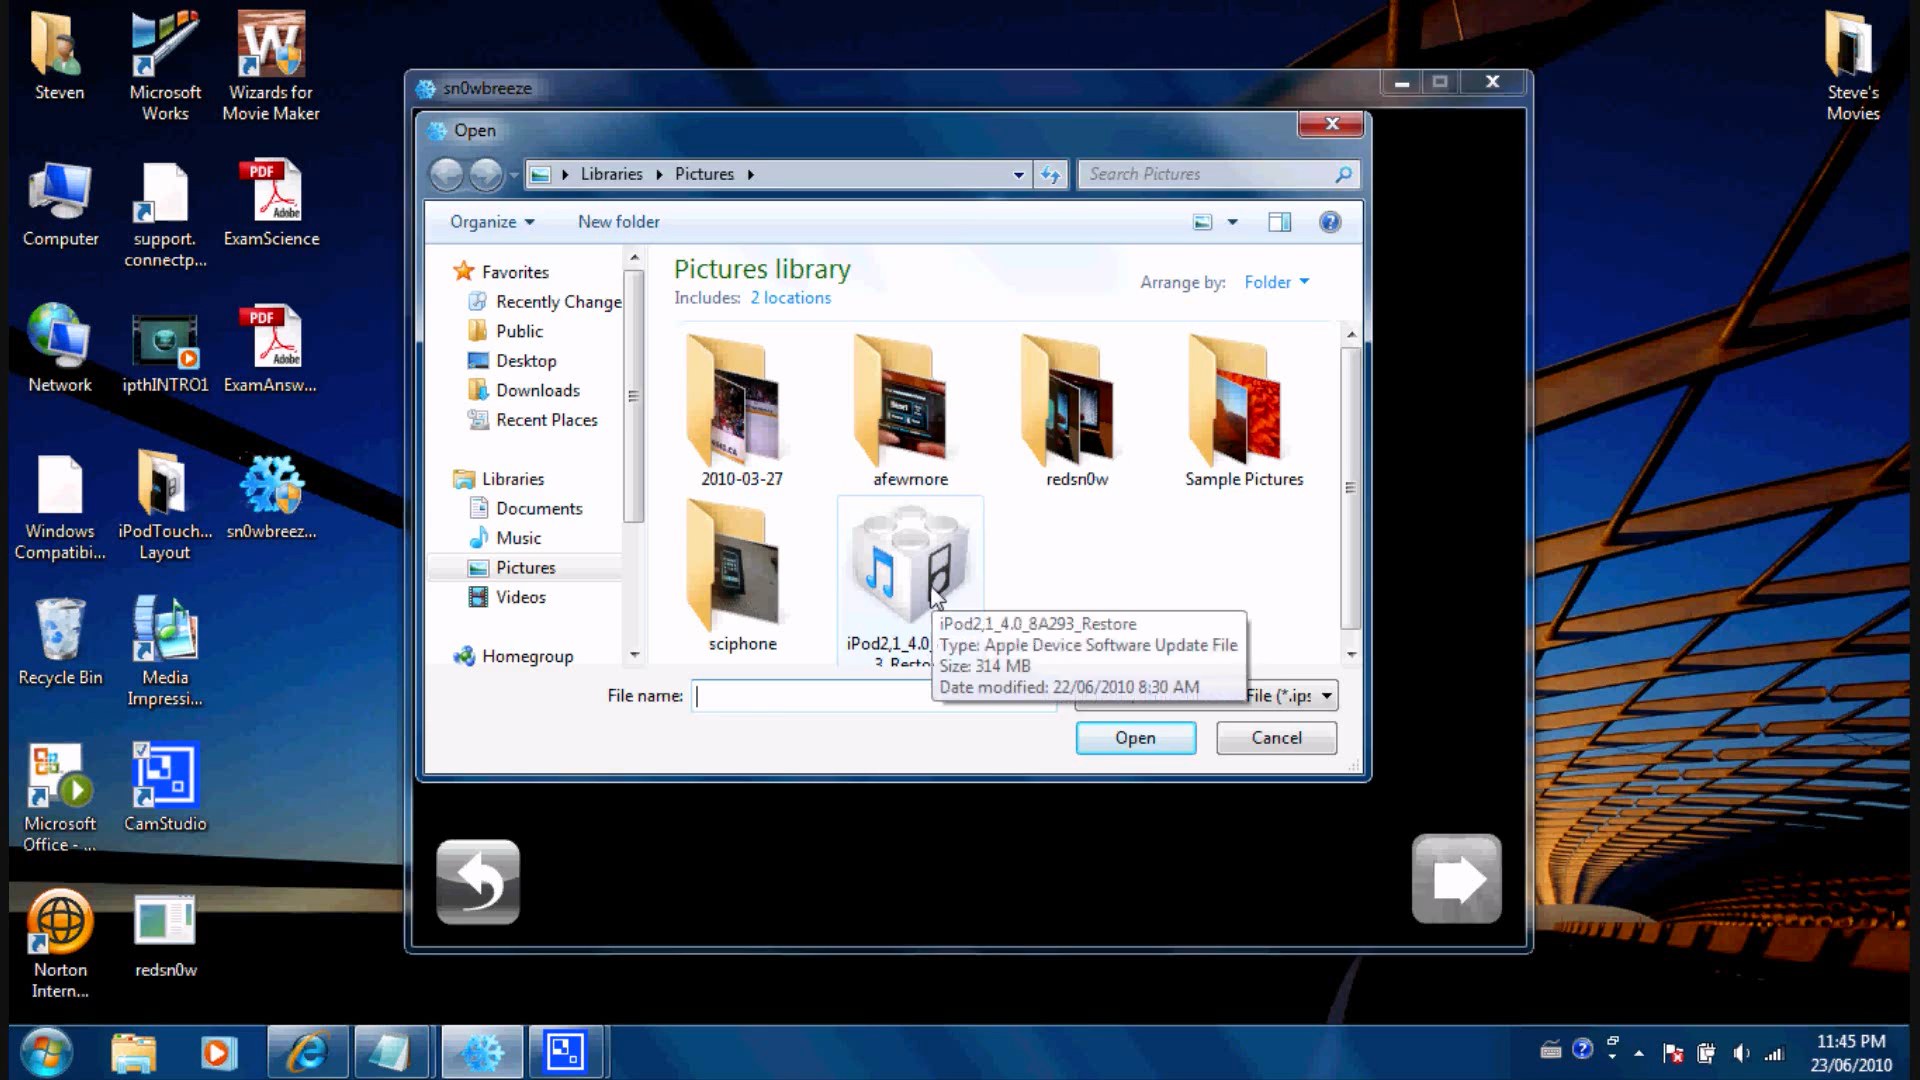 Steven
Microsoft
Works
Wizards for
Movie Maker
Computer
support.
connectp...
PDF
Adobe
ExamScience
Network
ipthINTRO1
PDF
Adobe
ExamAnsw...
Windows
Compatibi...
iPodTouch...
Layout
sn0wbreez...
Recycle Bin
Media
Impressi...
Microsoft
Office - ...
CamStudio
Norton
Intern...
redsn0w
Steve's
Movies
sn0wbreeze
Open
Libraries
Pictures
Search Pictures
Organize
New folder
Favorites
Recently Change
Public
Desktop
Downloads
Recent Places
Libraries
Documents
Music
Pictures
Videos
Homegroup
Pictures library
Includes: 2 locations
Arrange by: Folder
2010-03-27
afewmore
redsn0w
Sample Pictures
sciphone
iPod2,1_4.0_
3_Resto
iPod2,1_4.0_8A293_Restore
Type: Apple Device Software Update File
Size: 314 MB
Date modified: 22/06/2010 8:30 AM
File name:
File (*.ips
Open
Cancel
11:45 PM
23/06/2010